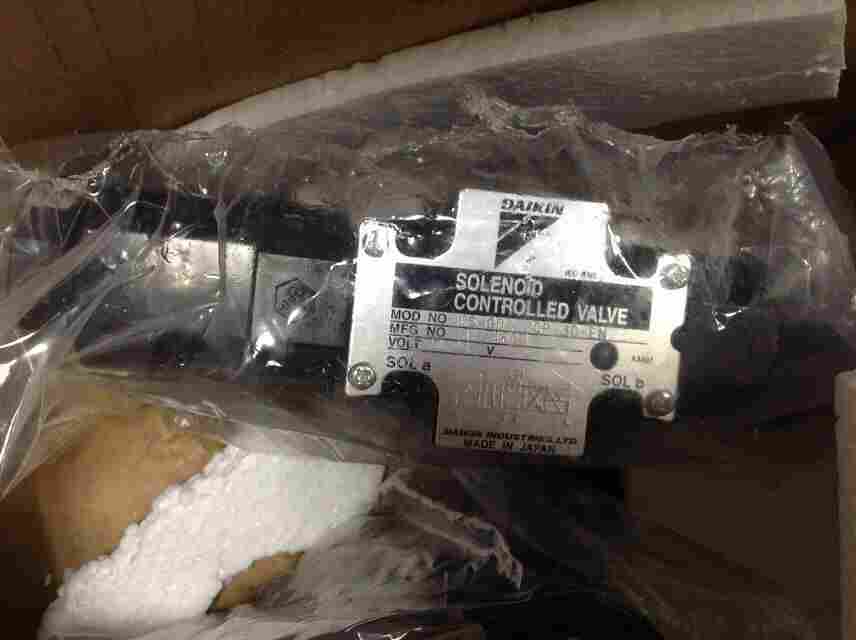 DAIKIN
SOLENOID
CONTROLLED VALVE
MOD NO
MFG NO
VOLT V
SOL a
SOL b
DAIKIN INDUSTRIES, LTD
MADE IN JAPAN